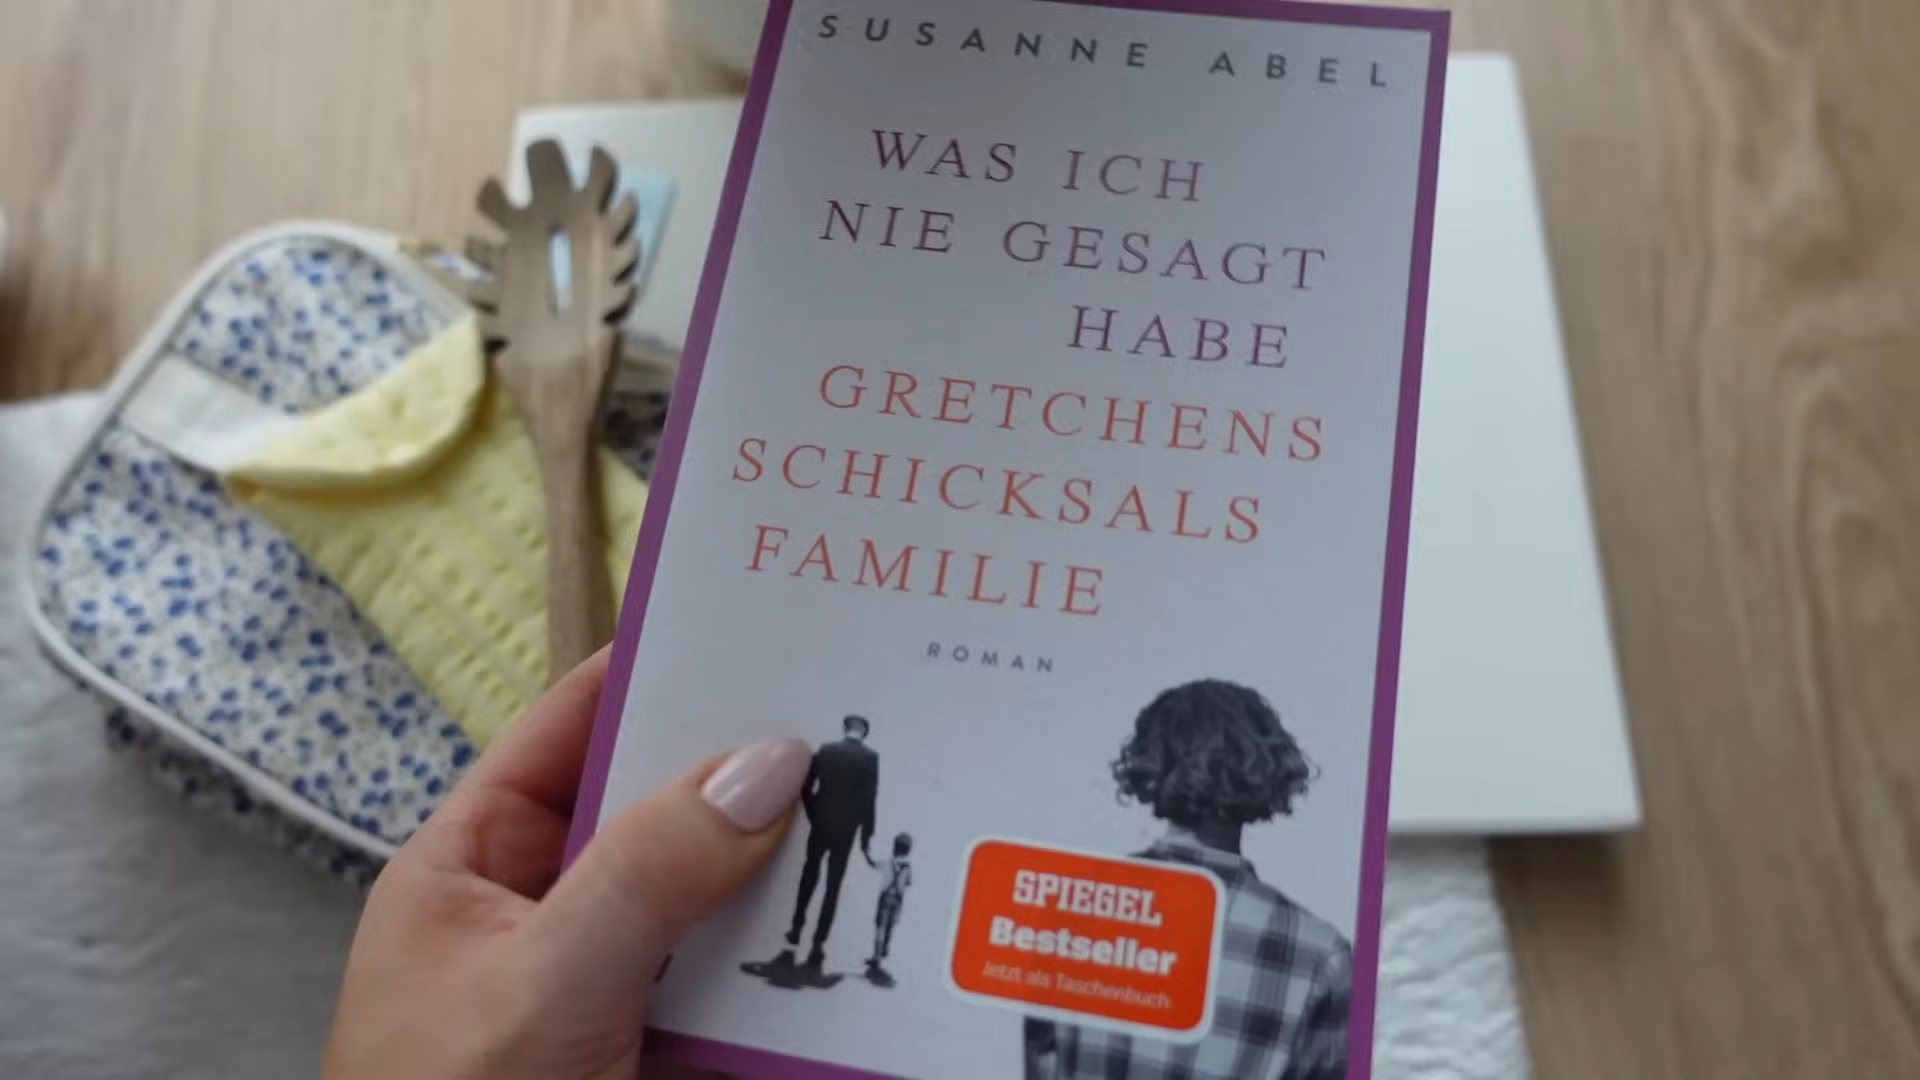 SUSANNE ABEL
WAS ICH
NIE GESAGT
HABE
GRETCHENS
SCHICKSALS
FAMILIE
ROMAN
SPIEGEL
Bestseller
Jetzt als Taschenbuch